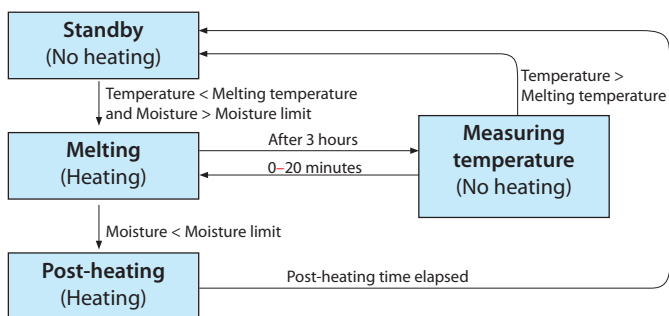 Standby
(No heating)
Temperature >
Melting temperature
Temperature < Melting temperature
and Moisture > Moisture limit
Melting
(Heating)
After 3 hours
0–20 minutes
Measuring
temperature
(No heating)
Moisture < Moisture limit
Post-heating
(Heating)
Post-heating time elapsed